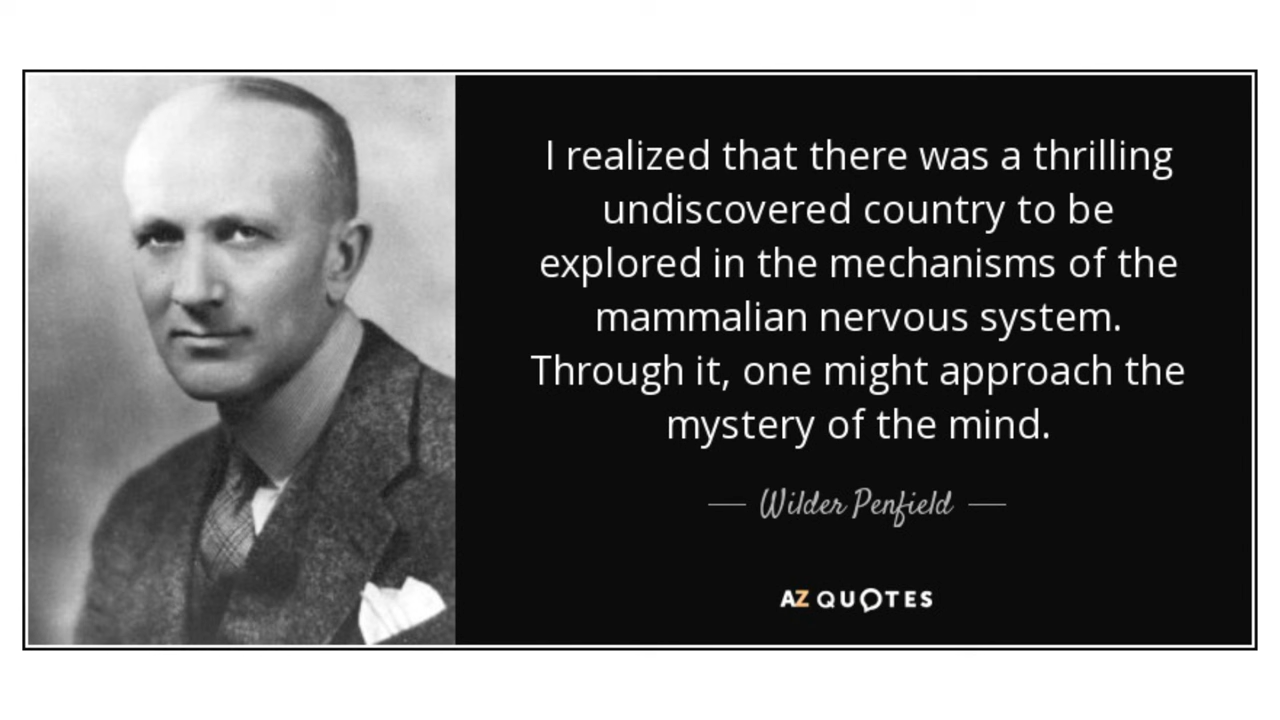 I realized that there was a thrilling
undiscovered country to be
explored in the mechanisms of the
mammalian nervous system.
Through it, one might approach the
mystery of the mind.
Wilder Penfield
AZ QUOTES